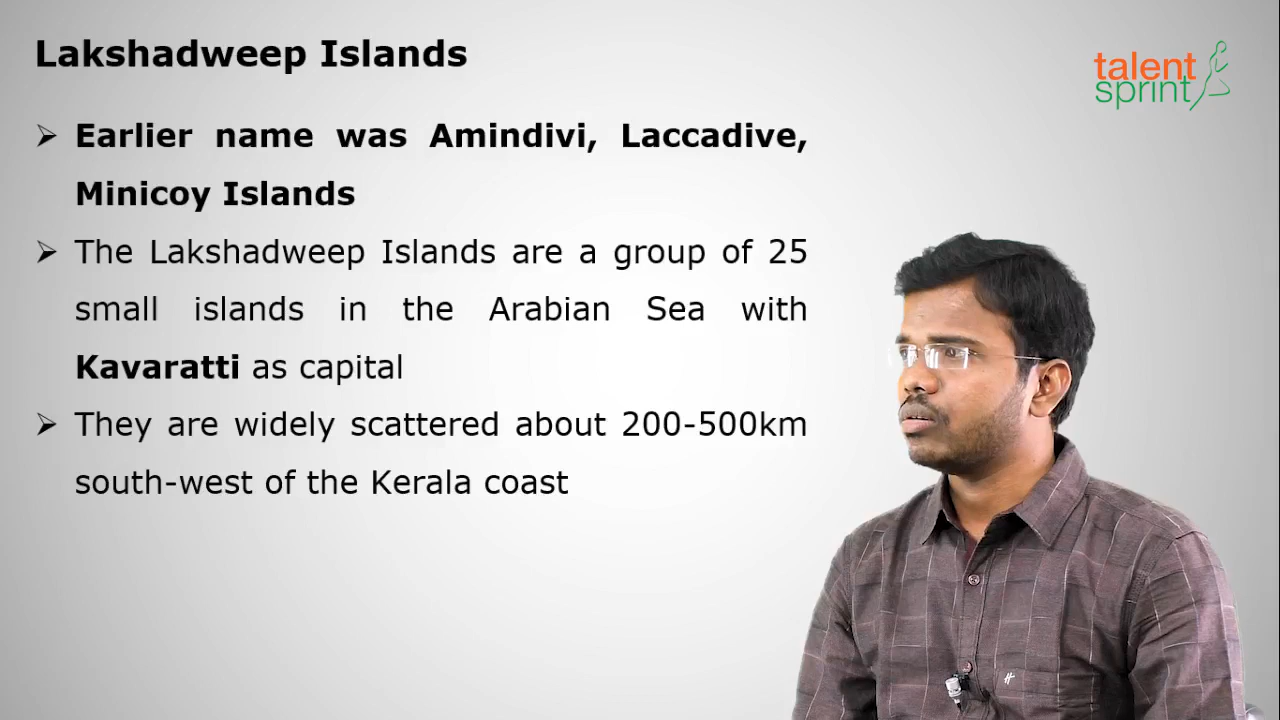 Lakshadweep Islands
talent
sprint
➢ Earlier name was Amindivi, Laccadive,
Minicoy Islands
➢ The Lakshadweep Islands are a group of 25
small islands in the Arabian Sea with
Kavaratti as capital
➢ They are widely scattered about 200-500km
south-west of the Kerala coast